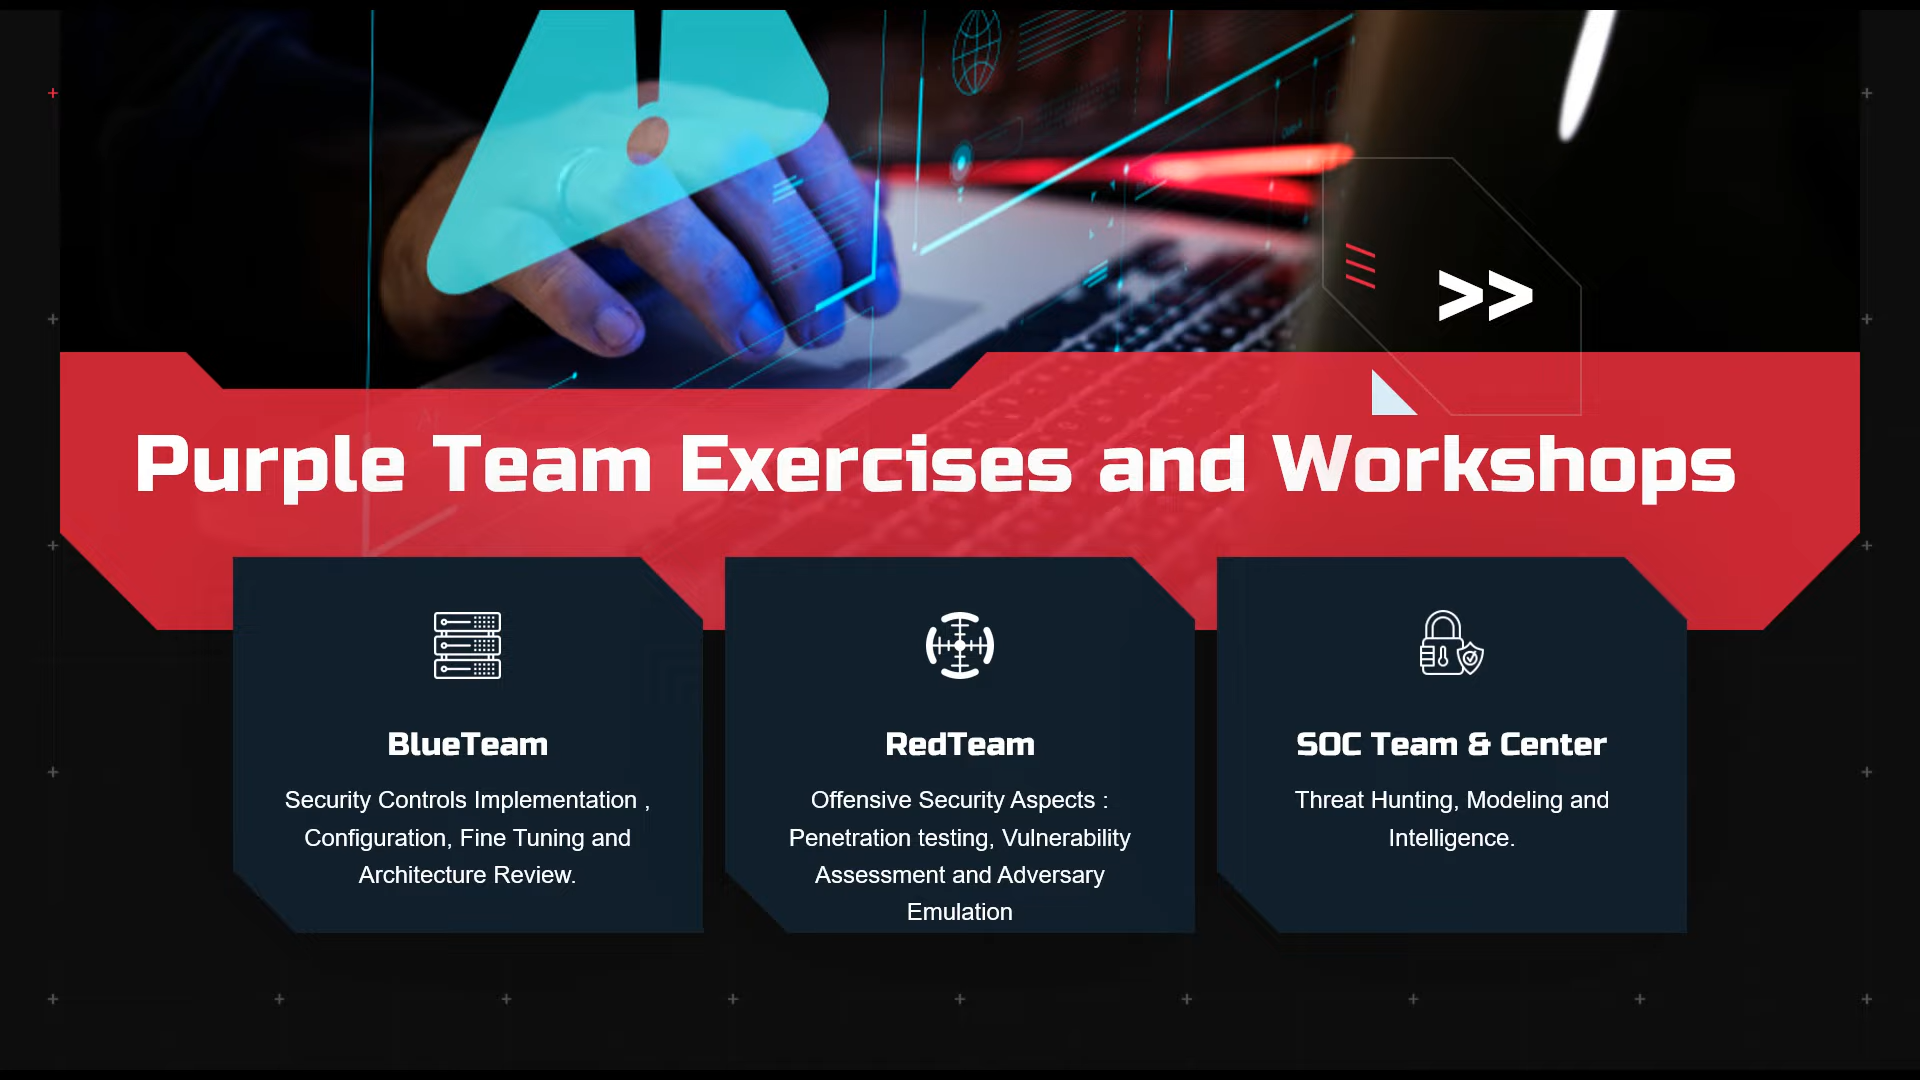 >>
Purple Team Exercises and Workshops
BlueTeam
Security Controls Implementation ,
Configuration, Fine Tuning and
Architecture Review.
RedTeam
Offensive Security Aspects :
Penetration testing, Vulnerability
Assessment and Adversary
Emulation
SOC Team & Center
Threat Hunting, Modeling and
Intelligence.